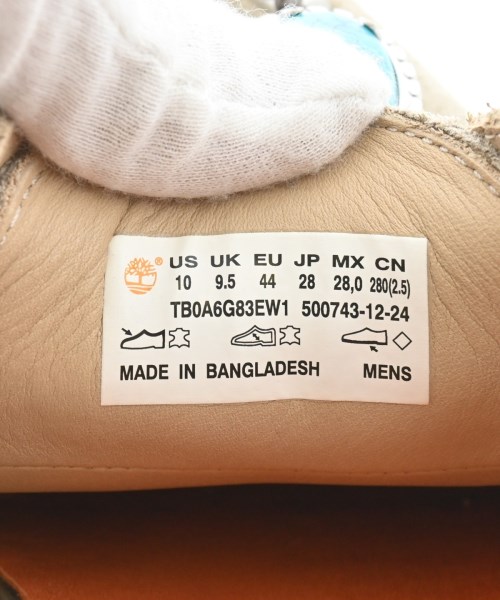 ® US UK EU JP MX CN
10 9.5 44 28 28,0 280(2.5)
TB0A6G83EW1 500743-12-24
MADE IN BANGLADESH MENS